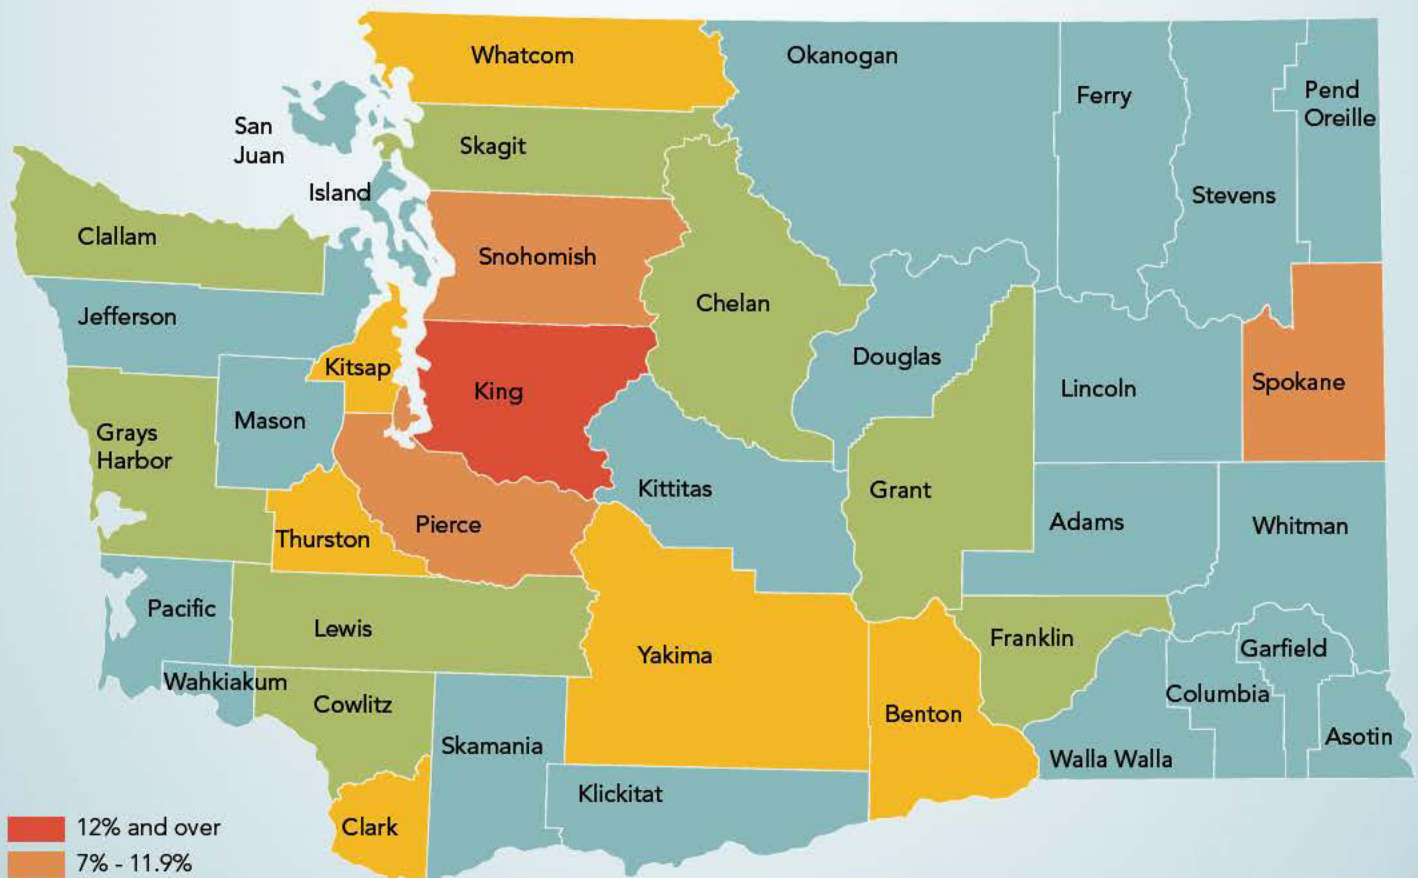 Whatcom
Okanogan
Ferry
Pend
Oreille
San
Juan
Skagit
Island
Stevens
Clallam
Snohomish
Chelan
Jefferson
Kitsap
Douglas
King
Lincoln
Spokane
Mason
Grays
Harbor
Kittitas
Grant
Adams
Whitman
Thurston
Pierce
Pacific
Lewis
Yakima
Franklin
Garfield
Wahkiakum
Columbia
Cowlitz
Benton
Skamania
Asotin
Walla Walla
Klickitat
Clark
12% and over
7% - 11.9%